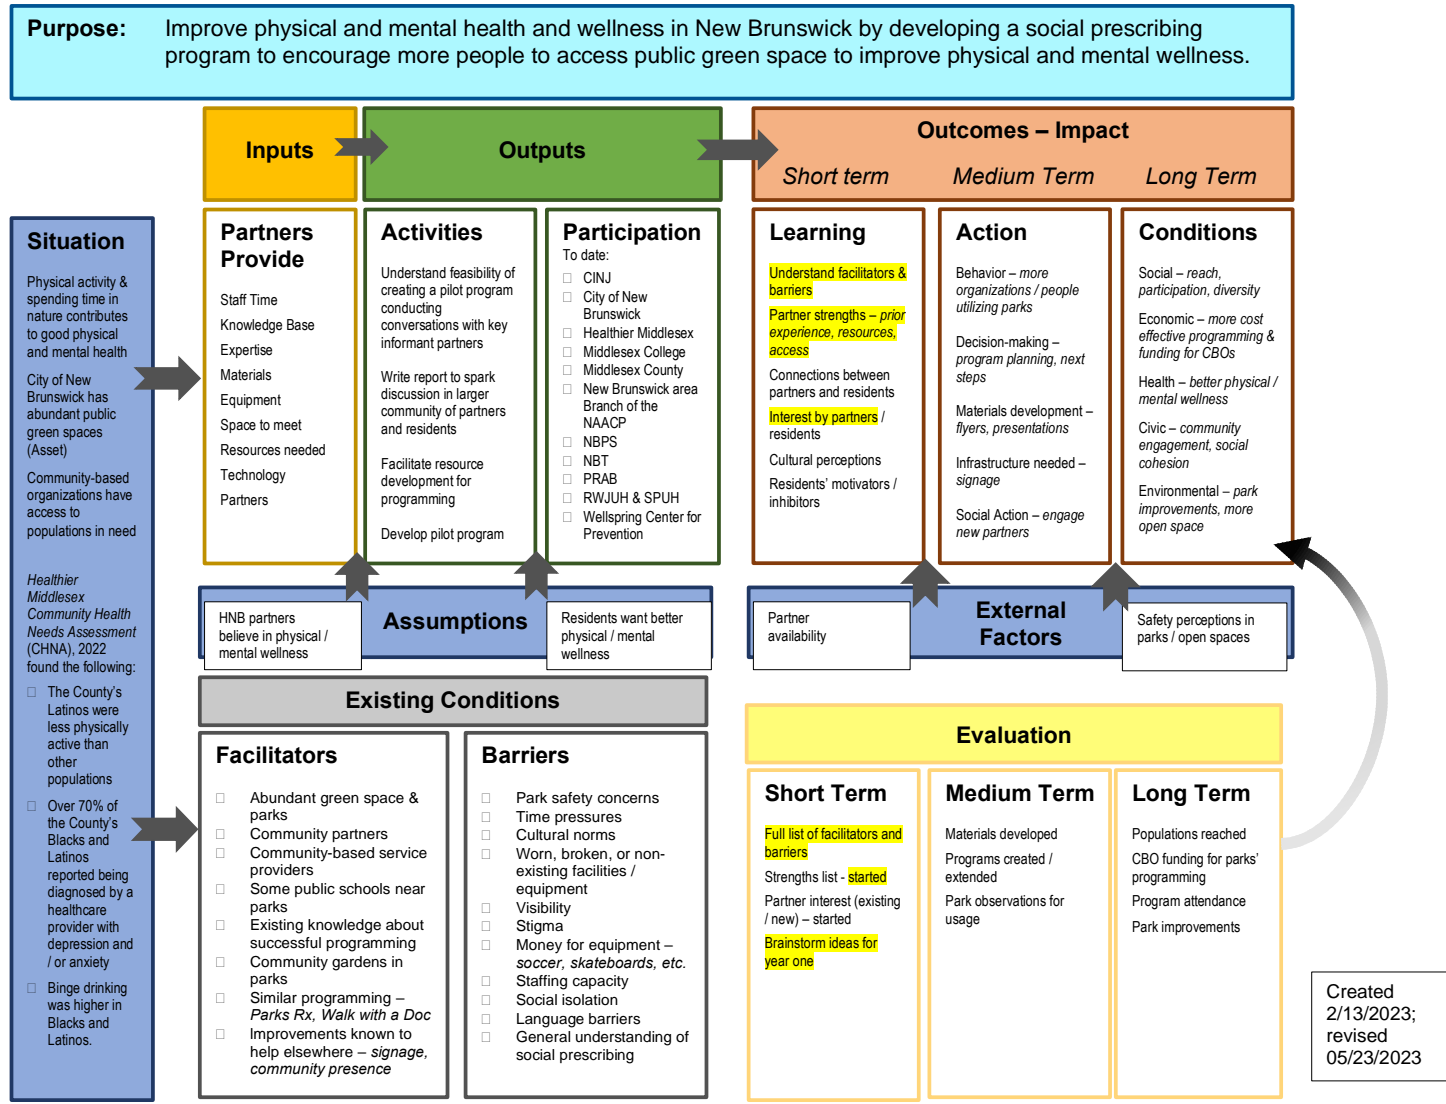 Purpose: Improve physical and mental health and wellness in New Brunswick by developing a social prescribing
program to encourage more people to access public green space to improve physical and mental wellness.
Inputs
Outputs
Outcomes – Impact
Short term
Medium Term
Long Term
Situation
Physical activity &
spending time in
nature contributes
to good physical
and mental health
City of New
Brunswick has
abundant public
green spaces
(Asset)
Community-based
organizations have
access to
populations in need
Healthier
Middlesex
Community Health
Needs Assessment
(CHNA), 2022
found the following:
The County's
Latinos were
less physically
active than
other
populations
Over 70% of
the County's
Blacks and
Latinos
reported being
diagnosed by a
healthcare
provider with
depression and
/ or anxiety
Binge drinking
was higher in
Blacks and
Latinos.
Partners
Provide
Staff Time
Knowledge Base
Expertise
Materials
Equipment
Space to meet
Resources needed
Technology
Partners
Activities
Understand feasibility of
creating a pilot program
conducting
conversations with key
informant partners
Write report to spark
discussion in larger
community of partners
and residents
Facilitate resource
development for
programming
Develop pilot program
Participation
To date:
CINJ
City of New
Brunswick
Healthier Middlesex
Middlesex College
Middlesex County
New Brunswick area
Branch of the
NAACP
NBPS
NBT
PRAB
RWJUH & SPUH
Wellspring Center for
Prevention
Learning
Understand facilitators &
barriers
Partner strengths – prior
experience, resources,
access
Connections between
partners and residents
Interest by partners /
residents
Cultural perceptions
Residents' motivators /
inhibitors
Action
Behavior – more
organizations / people
utilizing parks
Decision-making –
program planning, next
steps
Materials development –
flyers, presentations
Infrastructure needed –
signage
Social Action – engage
new partners
Conditions
Social – reach,
participation, diversity
Economic – more cost
effective programming &
funding for CBOs
Health – better physical /
mental wellness
Civic – community
engagement, social
cohesion
Environmental – park
improvements, more
open space
Assumptions
HNB partners
believe in physical /
mental wellness
Residents want better
physical / mental
wellness
External
Factors
Partner
availability
Safety perceptions in
parks / open spaces
Existing Conditions
Facilitators
Abundant green space &
parks
Community partners
Community-based service
providers
Some public schools near
parks
Existing knowledge about
successful programming
Community gardens in
parks
Similar programming –
Parks Rx, Walk with a Doc
Improvements known to
help elsewhere – signage,
community presence
Barriers
Park safety concerns
Time pressures
Cultural norms
Worn, broken, or non-
existing facilities /
equipment
Visibility
Stigma
Money for equipment –
soccer, skateboards, etc.
Staffing capacity
Social isolation
Language barriers
General understanding of
social prescribing
Evaluation
Short Term
Full list of facilitators and
barriers
Strengths list - started
Partner interest (existing
/ new) – started
Brainstorm ideas for
year one
Medium Term
Materials developed
Programs created /
extended
Park observations for
usage
Long Term
Populations reached
CBO funding for parks'
programming
Program attendance
Park improvements
Created
2/13/2023;
revised
05/23/2023